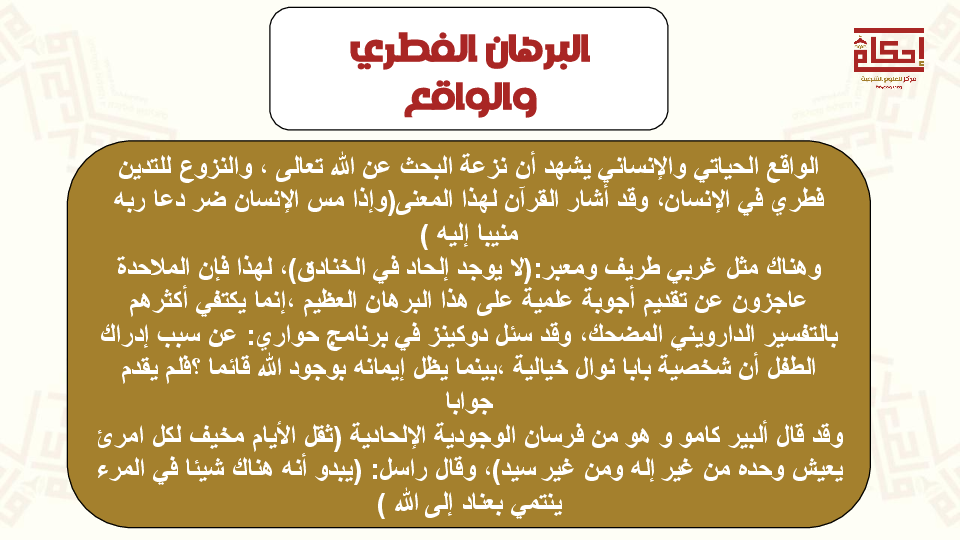 البرهان الفطري
والواقع
إحكام
مركز للعلوم الشرعية
الواقع الحياتي والإنساني يشهد أن نزعة البحث عن الله تعالى ، والنزوع للتدين
فطري في الإنسان، وقد أشار القرآن لهذا المعنى(وإذا مس الإنسان ضر دعا ربه
منيبا إليه )
وهناك مثل غربي طريف ومعبر:(لا يوجد إلحاد في الخنادق)، لهذا فإن الملاحدة
عاجزون عن تقديم أجوبة علمية على هذا البرهان العظيم ،إنما يكتفي أكثرهم
بالتفسير الدارويني المضحك، وقد سئل دوكينز في برنامج حواري: عن سبب إدراك
الطفل أن شخصية بابا نوال خيالية ،بينما يظل إيمانه بوجود الله قائما ؟فلم يقدم
جوابا
وقد قال ألبير كامو و هو من فرسان الوجودية الإلحادية (ثقل الأيام مخيف لكل امرئ
يعيش وحده من غير إله ومن غير سيد)، وقال راسل: (يبدو أنه هناك شيئا في المرء
ينتمي بعناد إلى الله )